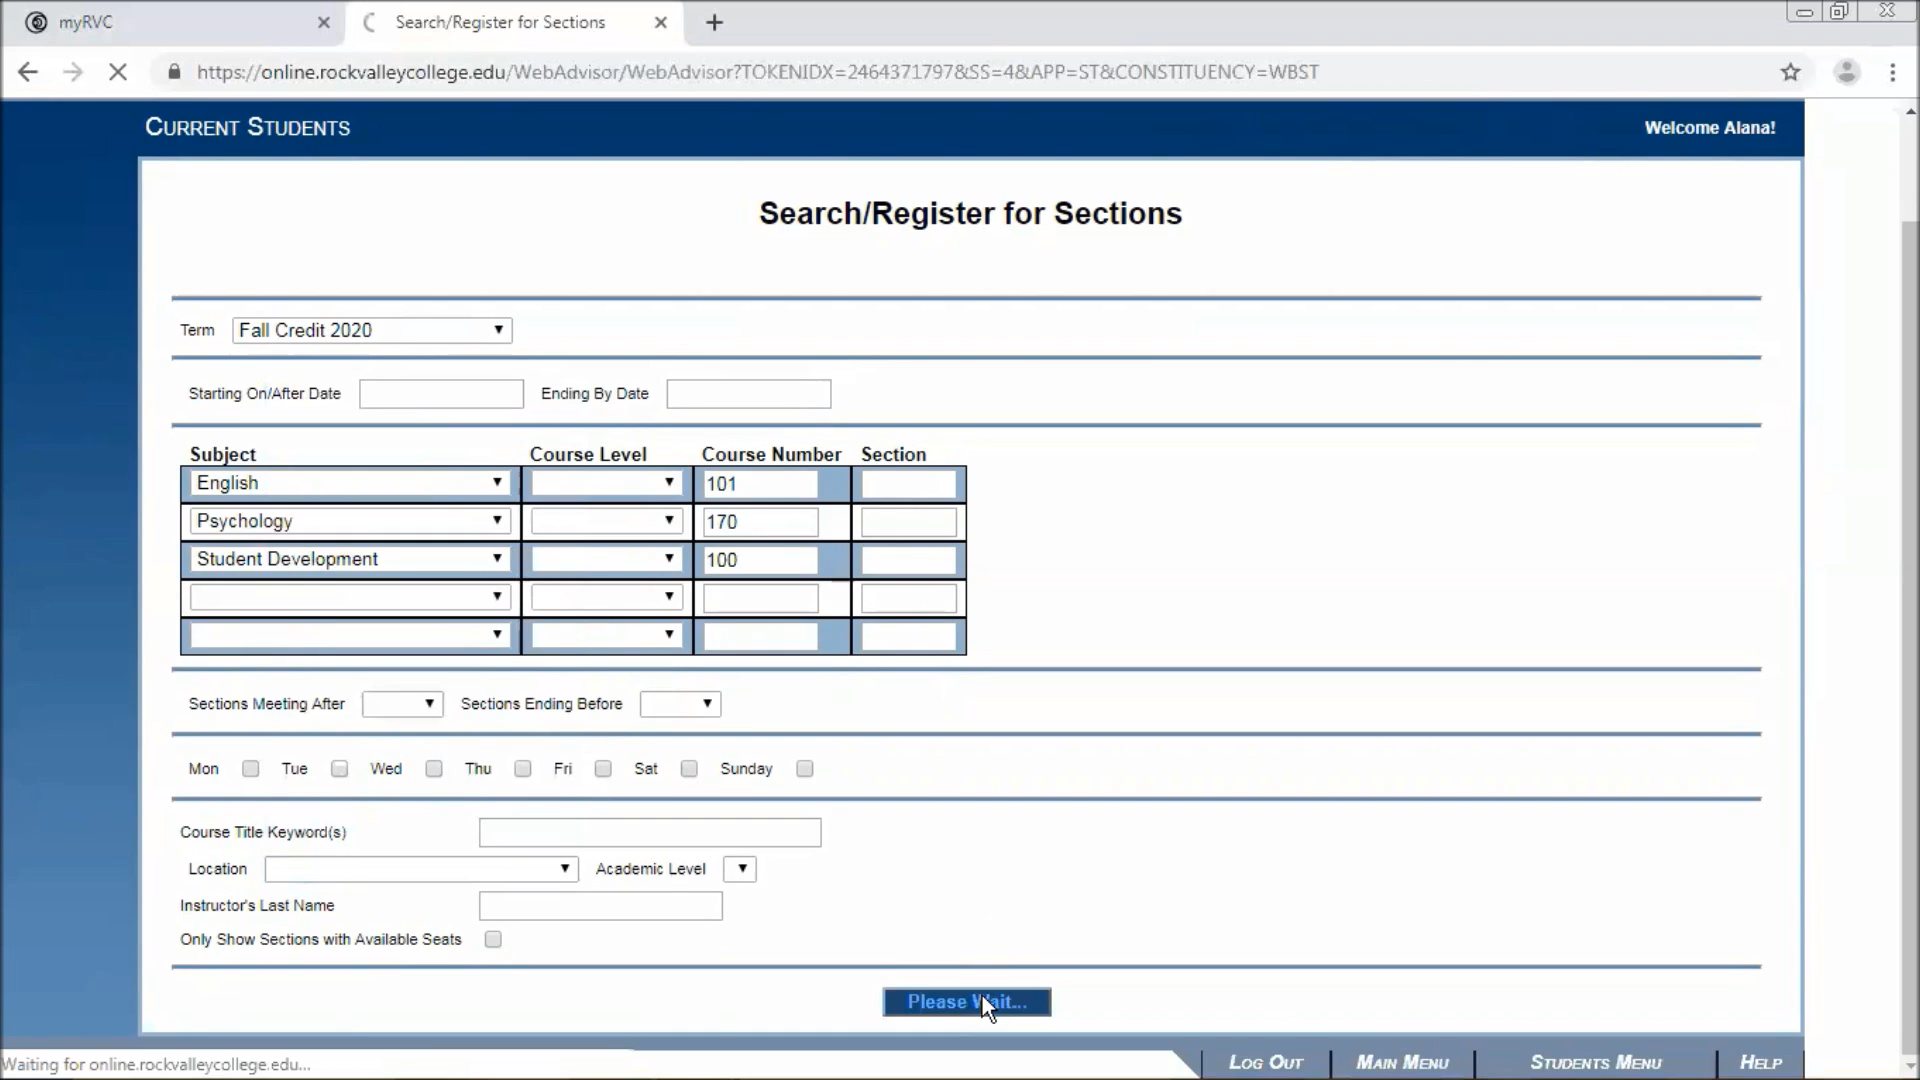 myRVC
Search/Register for Sections
https://online.rockvalleycollege.edu/WebAdvisor/WebAdvisor?TOKENIDX=2464371797&SS=4&APP=ST&CONSTITUENCY=WBST
CURRENT STUDENTS
Welcome Alana!
Search/Register for Sections
Term Fall Credit 2020
Starting On/After Date Ending By Date
Subject Course Level Course Number Section
English 101
Psychology 170
Student Development 100
Sections Meeting After Sections Ending Before
Mon Tue Wed Thu Fri Sat Sunday
Course Title Keyword(s)
Location Academic Level
Instructor's Last Name
Only Show Sections with Available Seats
Please Wait...
Waiting for online.rockvalleycollege.edu...
LOG OUT MAIN MENU STUDENTS MENU HELP